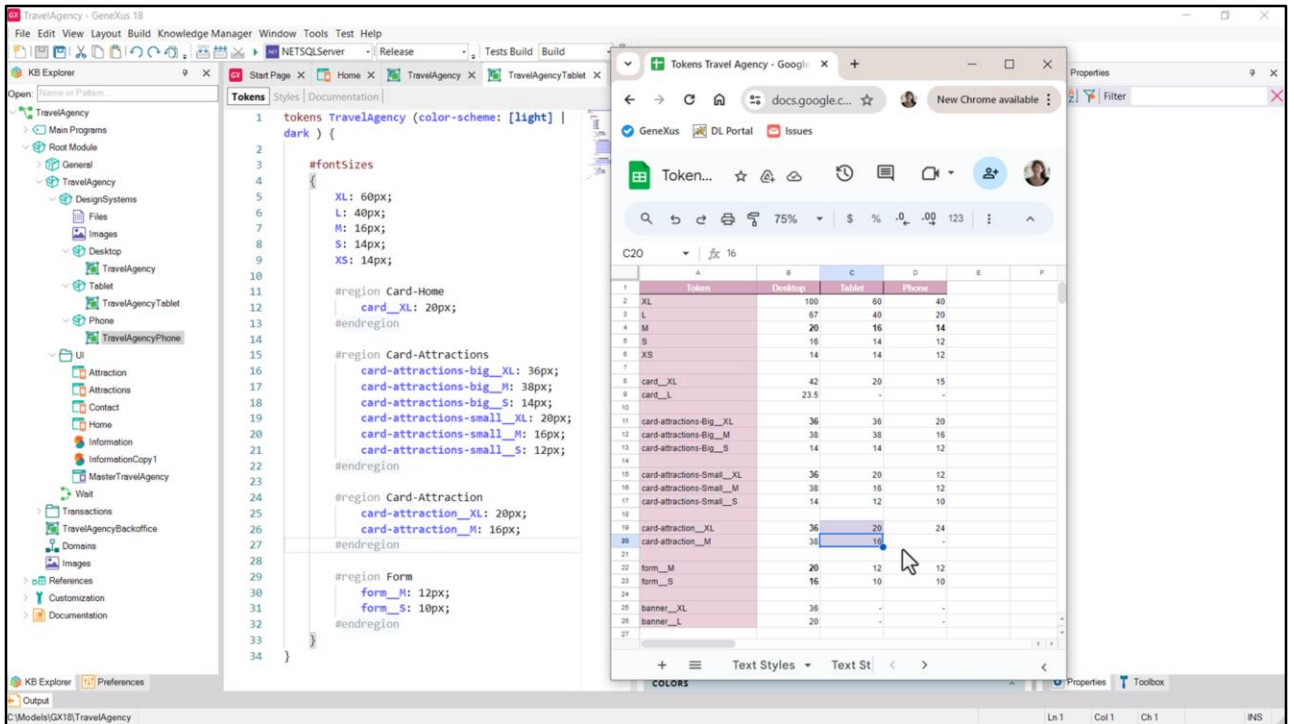 TravelAgency - GeneXus 18
File Edit View Layout Build Knowledge Manager Window Tools Test Help
NETSQLServer Release Tests Build Build
KB Explorer
Open: Name or Pattern...
TravelAgency
Main Programs
Root Module
General
TravelAgency
DesignSystems
Files
Images
Desktop
TravelAgency
Tablet
TravelAgencyTablet
Phone
TravelAgencyPhone
UI
Attraction
Attractions
Contact
Home
Information
InformationCopy1
MasterTravelAgency
Wait
Transactions
TravelAgencyBackoffice
Domains
Images
References
Customization
Documentation
KB Explorer Preferences
Start Page X Home X TravelAgency X TravelAgencyTablet X
Tokens Styles Documentation
1 tokens TravelAgency (color-scheme: [light] |
dark ) {
2
3 #fontSizes
4 {
5 XL: 60px;
6 L: 40px;
7 M: 16px;
8 S: 14px;
9 XS: 14px;
10
11 #region Card-Home
12 card__XL: 20px;
13 #endregion
14
15 #region Card-Attractions
16 card-attractions-big__XL: 36px;
17 card-attractions-big__M: 38px;
18 card-attractions-big__S: 14px;
19 card-attractions-small__XL: 20px;
20 card-attractions-small__M: 16px;
21 card-attractions-small__S: 12px;
22 #endregion
23
24 #region Card-Attraction
25 card-attraction__XL: 20px;
26 card-attraction__M: 16px;
27 #endregion
28
29 #region Form
30 form__M: 12px;
31 form__S: 10px;
32 #endregion
33 }
34 }
Tokens Travel Agency - Google
docs.google.c...
New Chrome available
GeneXus DL Portal Issues
Token...
75% $ % .0 .00 123
C20 fx 16
A B C D E F
1 Token Desktop Tablet Phone
2 XL 100 60 40
3 L 67 40 20
4 M 20 16 14
5 S 16 14 12
6 XS 14 14 12
7
8 card__XL 42 20 15
9 card__L 23.5 - -
10
11 card-attractions-Big__XL 36 36 20
12 card-attractions-Big__M 38 38 16
13 card-attractions-Big__S 14 14 12
14
15 card-attractions-Small__XL 36 20 12
16 card-attractions-Small__M 38 16 12
17 card-attractions-Small__S 14 12 10
18
19 card-attraction__XL 36 20 24
20 card-attraction__M 38 16 -
21
22 form__M 20 12 12
23 form__S 16 10 10
24
25 banner__XL 36 - -
26 banner__L 20 - -
27
Text Styles Text St
COLORS
Properties
Filter
Properties Toolbox
Output
C:\Models\GX18\TravelAgency
Ln 1 Col 1 Ch 1 INS